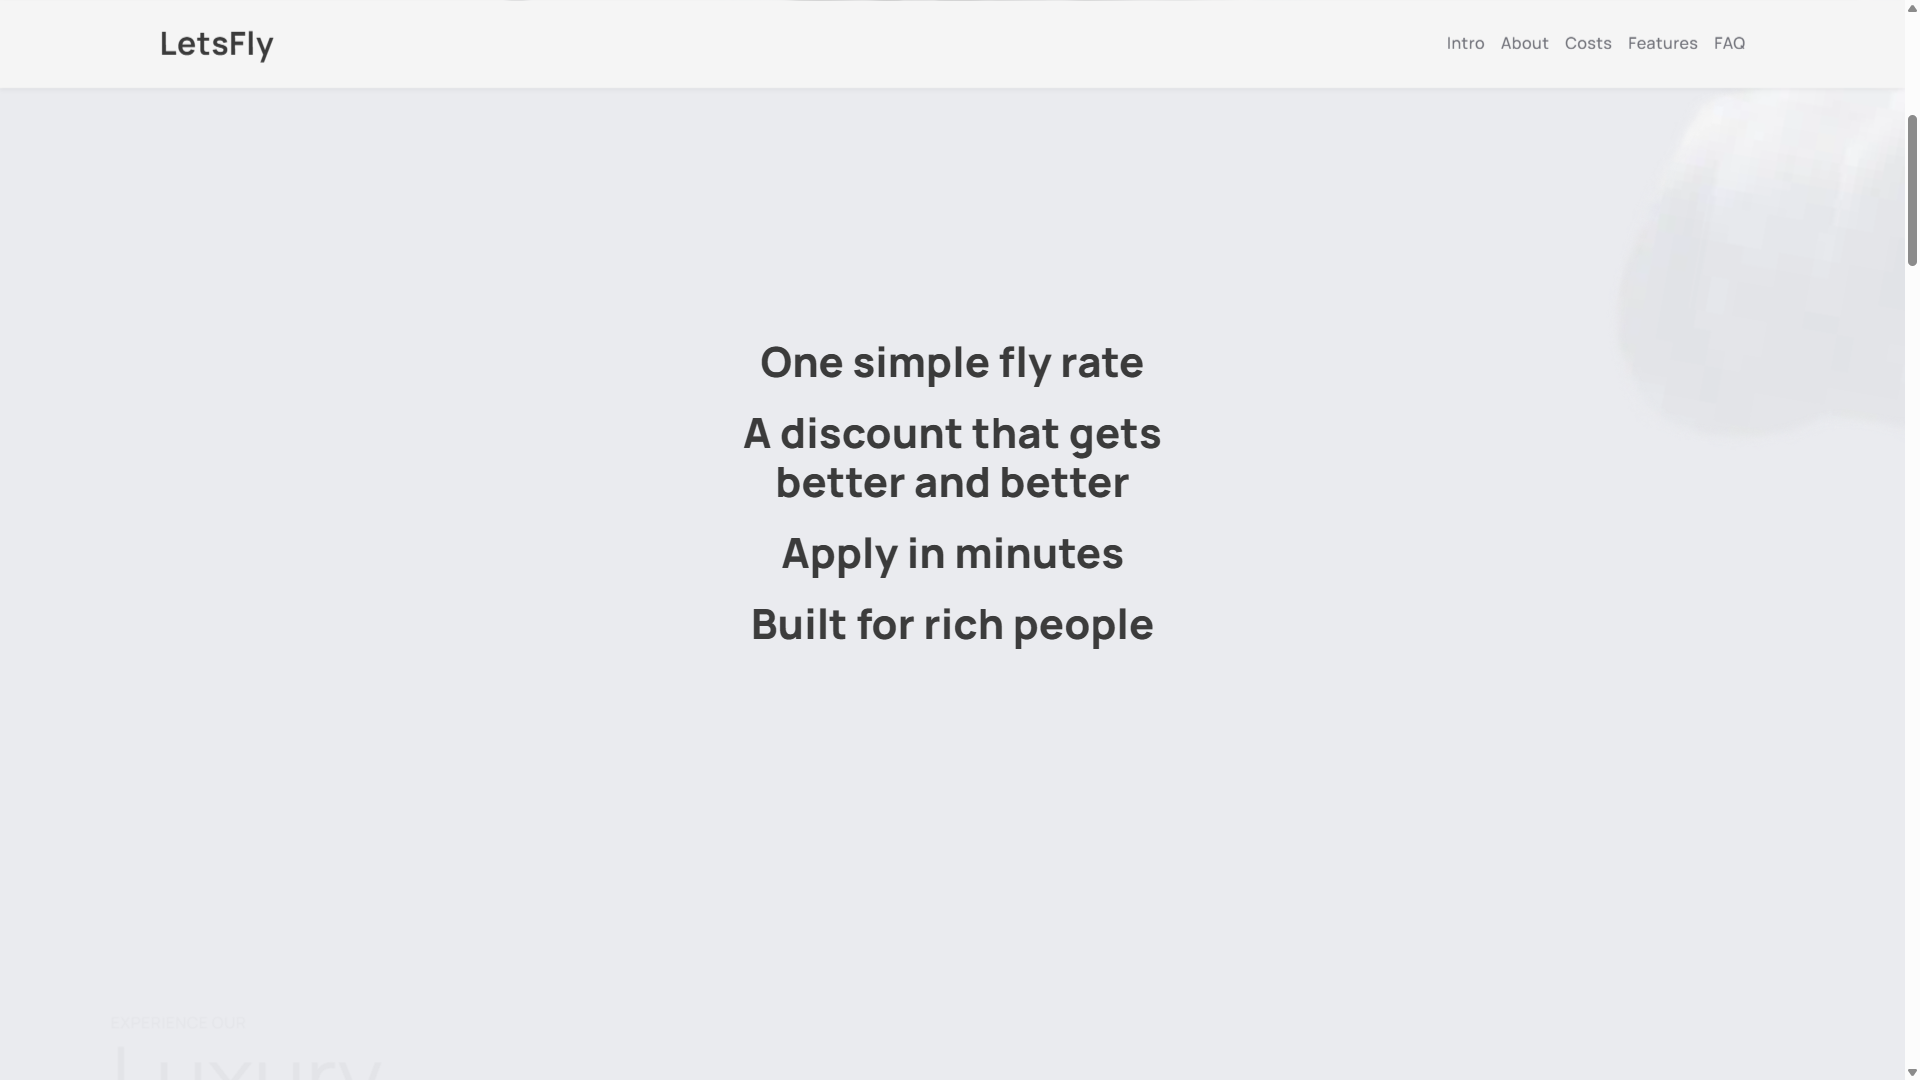 LetsFly
Intro About Costs Features FAQ
One simple fly rate
A discount that gets
better and better
Apply in minutes
Built for rich people
EXPERIENCE OUR
Luxury